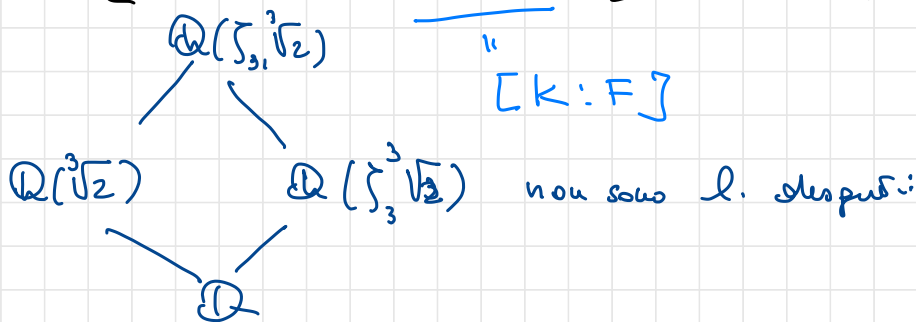 ℚ(ζ₃, ∛2)
"
[K:F]
ℚ(∛2) ℚ(ζ₃ ∛2) non sono l. disgiunti:
ℚ